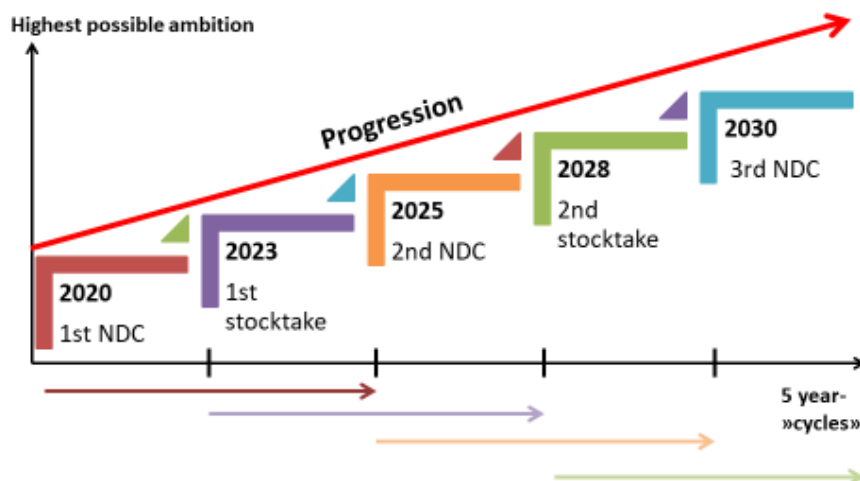 Highest possible ambition
Progression
2020
1st NDC
2023
1st
stocktake
2025
2nd NDC
2028
2nd
stocktake
2030
3rd NDC
5 year-
»cycles»